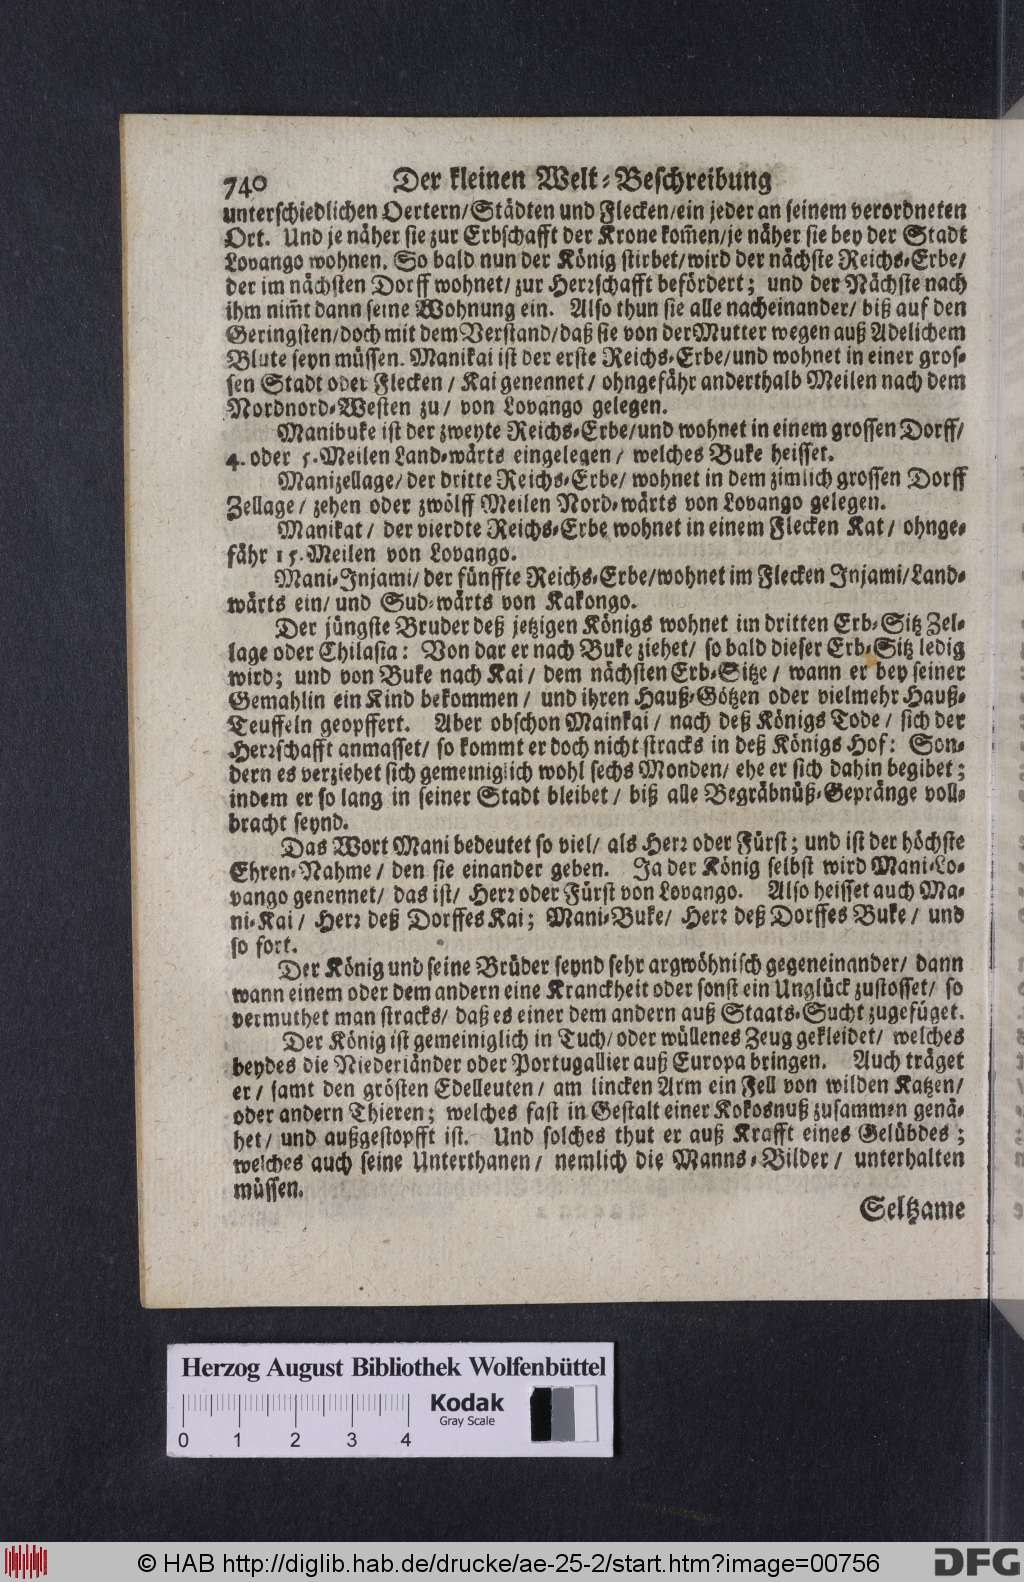 740 Der kleinen Welt-Beschreibung
unterschiedlichen Oertern/Städten und Flecken/ein jeder an seinem verordneten
Ort. Und je näher sie zur Erbschafft der Krone kom̃en/je näher sie bey der Stadt
Lovango wohnen. So bald nun der König stirbet/wird der nächste Reichs-Erbe/
der im nächsten Dorff wohnet/ zur Herꝛschafft befördert; und der Nächste nach
ihm nim̃t dann seine Wohnung ein. Also thun sie alle nacheinander/ biß auf den
Geringsten/doch mit dem Verstand/daß sie von der Mutter wegen auß Adelichem
Blute seyn müssen. Manikai ist der erste Reichs-Erbe/und wohnet in einer gros-
sen Stadt oder Flecken / Kai genennet / ohngefähr anderthalb Meilen nach dem
Nordnord-Westen zu/ von Lovango gelegen.
Manibuke ist der zweyte Reichs-Erbe/und wohnet in einem grossen Dorff/
4. oder 5. Meilen Land-wärts eingelegen / welches Buke heisset.
Manizellage/ der dritte Reichs-Erbe/ wohnet in dem zimlich grossen Dorff
Zellage/ zehen oder zwölff Meilen Nord-wärts von Lovango gelegen.
Manikat / der vierdte Reichs-Erbe wohnet in einem Flecken Kat / ohnge-
fähr 15. Meilen von Lovango.
Mani-Injami/ der fünffte Reichs-Erbe/wohnet im Flecken Injami/Land-
wärts ein/ und Sud-wärts von Kakongo.
Der jüngste Bruder deß jetzigen Königs wohnet im dritten Erb-Sitz Zel-
lage oder Chilasia: Von dar er nach Buke ziehet/ so bald dieser Erb-Sitz ledig
wird; und von Buke nach Kai / dem nächsten Erb-Sitze / wann er bey seiner
Gemahlin ein Kind bekommen / und ihren Hauß-Götzen oder vielmehr Hauß-
Teuffeln geopffert. Aber obschon Mainkai / nach deß Königs Tode / sich der
Herꝛschafft anmasset/ so kommt er doch nicht stracks in deß Königs Hof: Son-
dern es verziehet sich gemeiniglich wohl sechs Monden/ ehe er sich dahin begibet;
indem er so lang in seiner Stadt bleibet / biß alle Begräbnüß-Gepränge voll-
bracht seynd.
Das Wort Mani bedeutet so viel/ als Herꝛ oder Fürst; und ist der höchste
Ehren-Nahme / den sie einander geben. Ja der König selbst wird Mani-Lo-
vango genennet/ das ist/ Herꝛ oder Fürst von Lovango. Also heisset auch Ma-
ni-Kai / Herꝛ deß Dorffes Kai; Mani-Buke/ Herꝛ deß Dorffes Buke / und
so fort.
Der König und seine Brüder seynd sehr argwöhnisch gegeneinander/ dann
wann einem oder dem andern eine Kranckheit oder sonst ein Unglück zustosset/ so
vermuthet man stracks/ daß es einer dem andern auß Staats-Sucht zugefüget.
Der König ist gemeiniglich in Tuch/ oder wüllenes Zeug gekleidet/ welches
beydes die Niederländer oder Portugallier auß Europa bringen. Auch träget
er / samt den grösten Edelleuten / am lincken Arm ein Fell von wilden Katzen/
oder andern Thieren; welches fast in Gestalt einer Kokosnuß zusammen genä-
het/ und außgestopfft ist. Und solches thut er auß Krafft eines Gelübdes;
welches auch seine Unterthanen / nemlich die Manns-Bilder / unterhalten
müssen.
Seltzame
Herzog August Bibliothek Wolfenbüttel
Kodak
Gray Scale
0 1 2 3 4
© HAB http://diglib.hab.de/drucke/ae-25-2/start.htm?image=00756
DFG